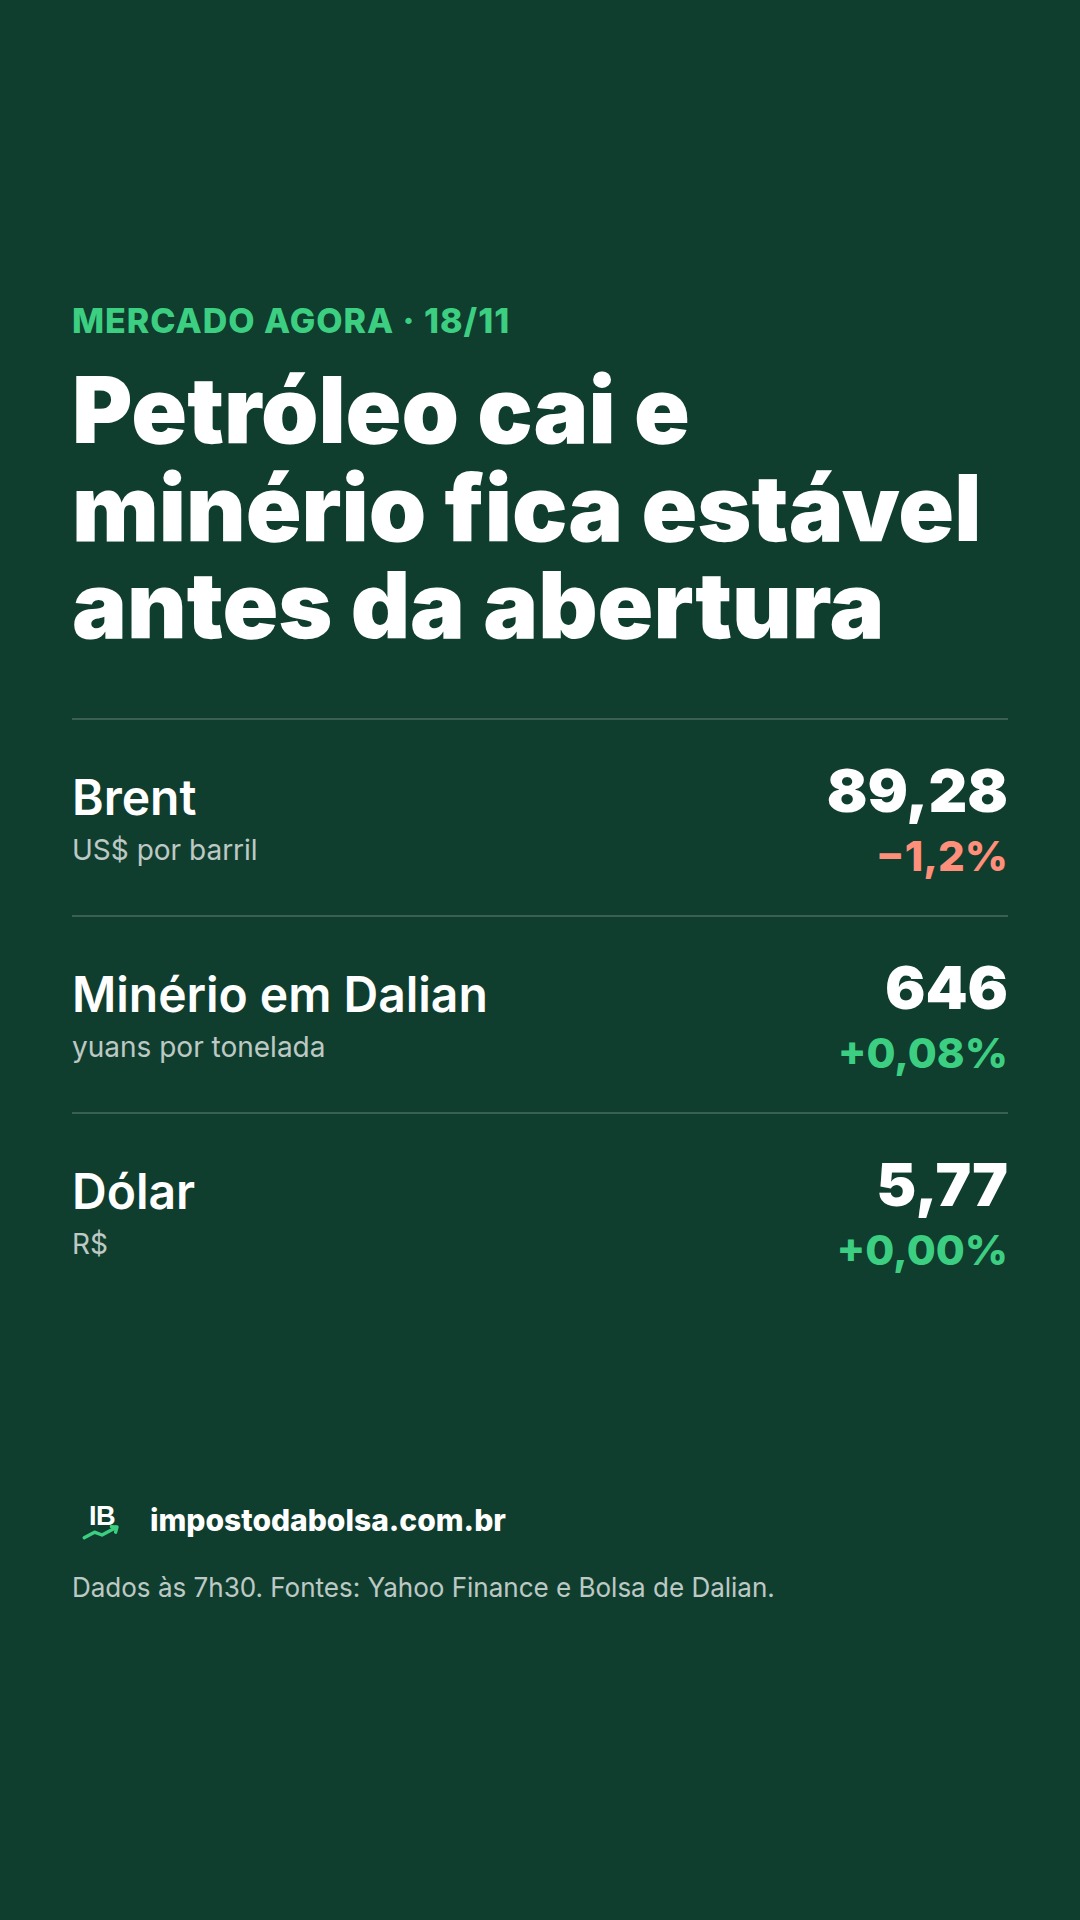 MERCADO AGORA · 18/11
Petróleo cai e
minério fica estável
antes da abertura
Brent
89,28
US$ por barril
−1,2%
Minério em Dalian
646
yuans por tonelada
+0,08%
Dólar
5,77
R$
+0,00%
IB
impostodabolsa.com.br
Dados às 7h30. Fontes: Yahoo Finance e Bolsa de Dalian.